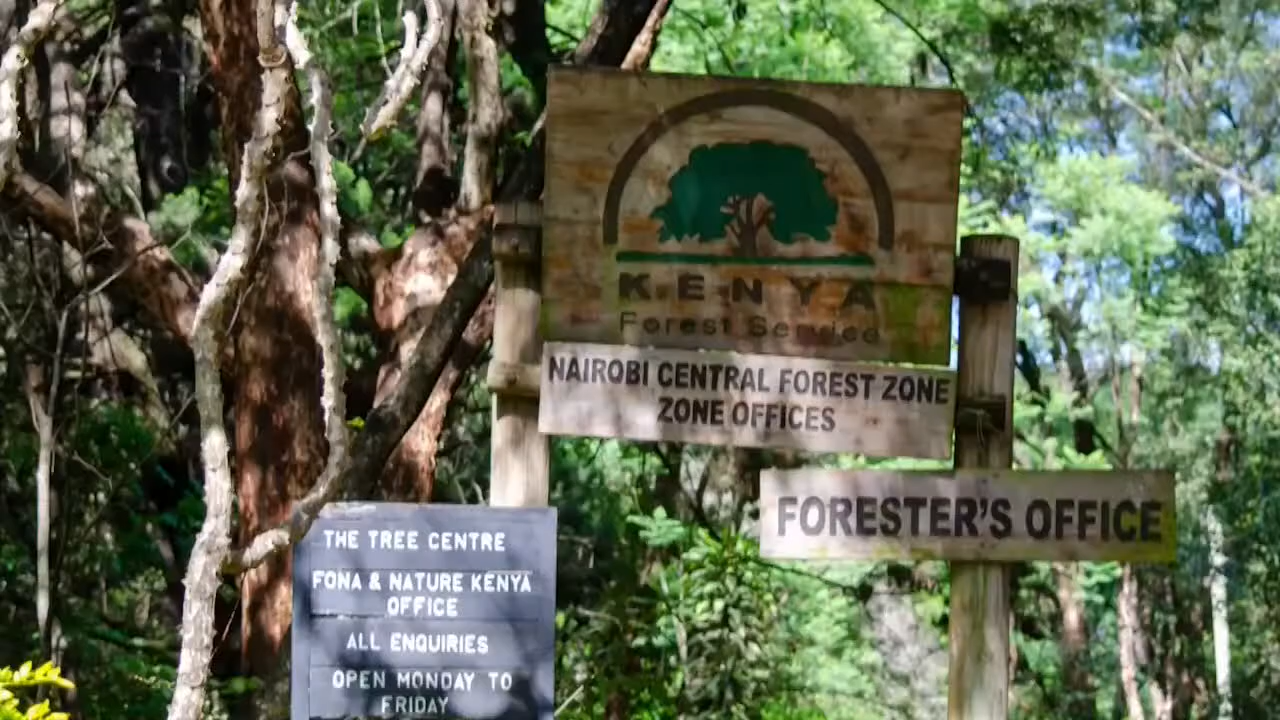 KENYA
Forest Service
NAIROBI CENTRAL FOREST ZONE
ZONE OFFICES
FORESTER'S OFFICE
THE TREE CENTRE
FONA & NATURE KENYA
OFFICE
ALL ENQUIRIES
OPEN MONDAY TO
FRIDAY